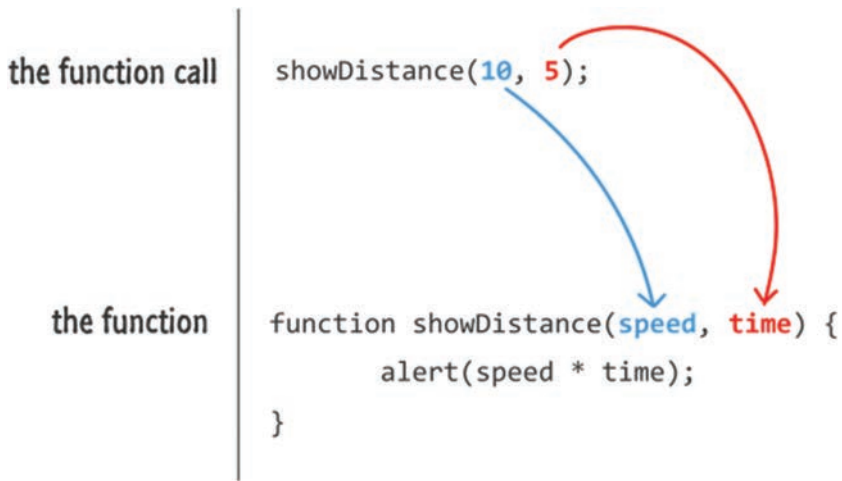 the function call
showDistance(10, 5);
the function
function showDistance(speed, time) {
alert(speed * time);
}